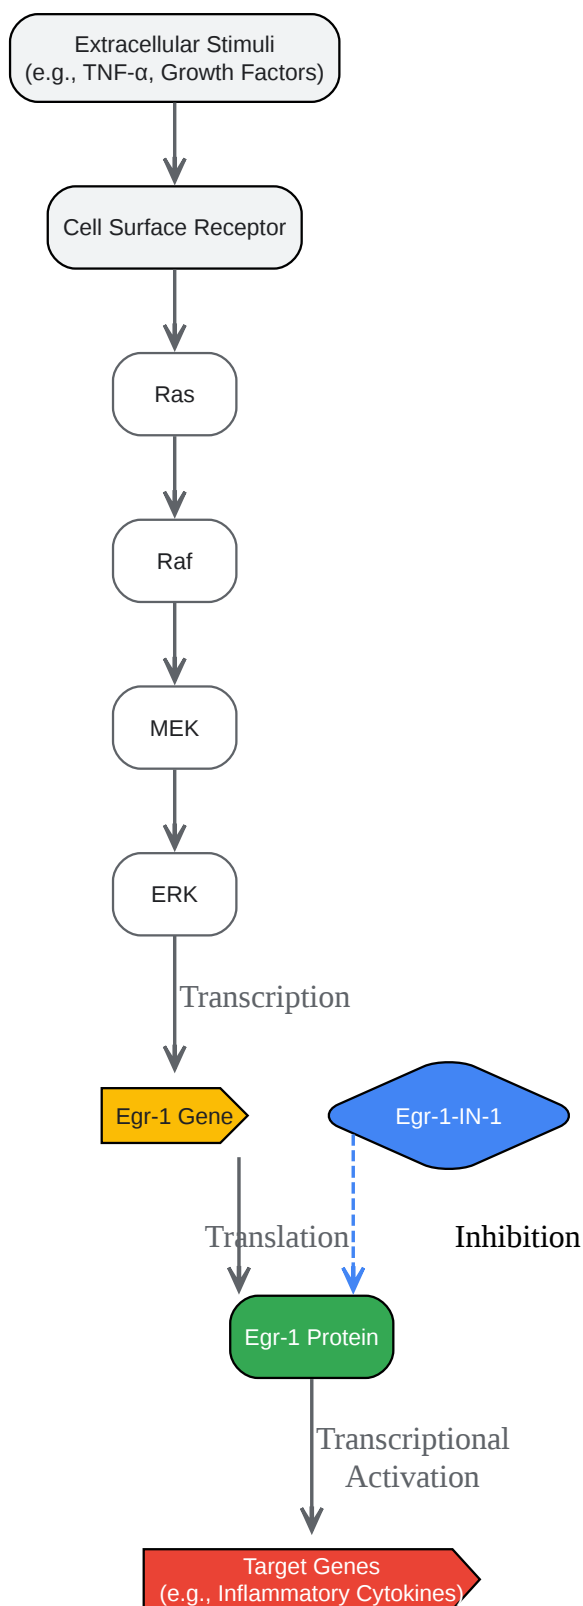 Extracellular Stimuli
(e.g., TNF-α, Growth Factors)
Cell Surface Receptor
Ras
Raf
MEK
ERK
Transcription
Egr-1 Gene
Egr-1-IN-1
Translation
Inhibition
Egr-1 Protein
Transcriptional
Activation
Target Genes
(e.g., Inflammatory Cytokines)